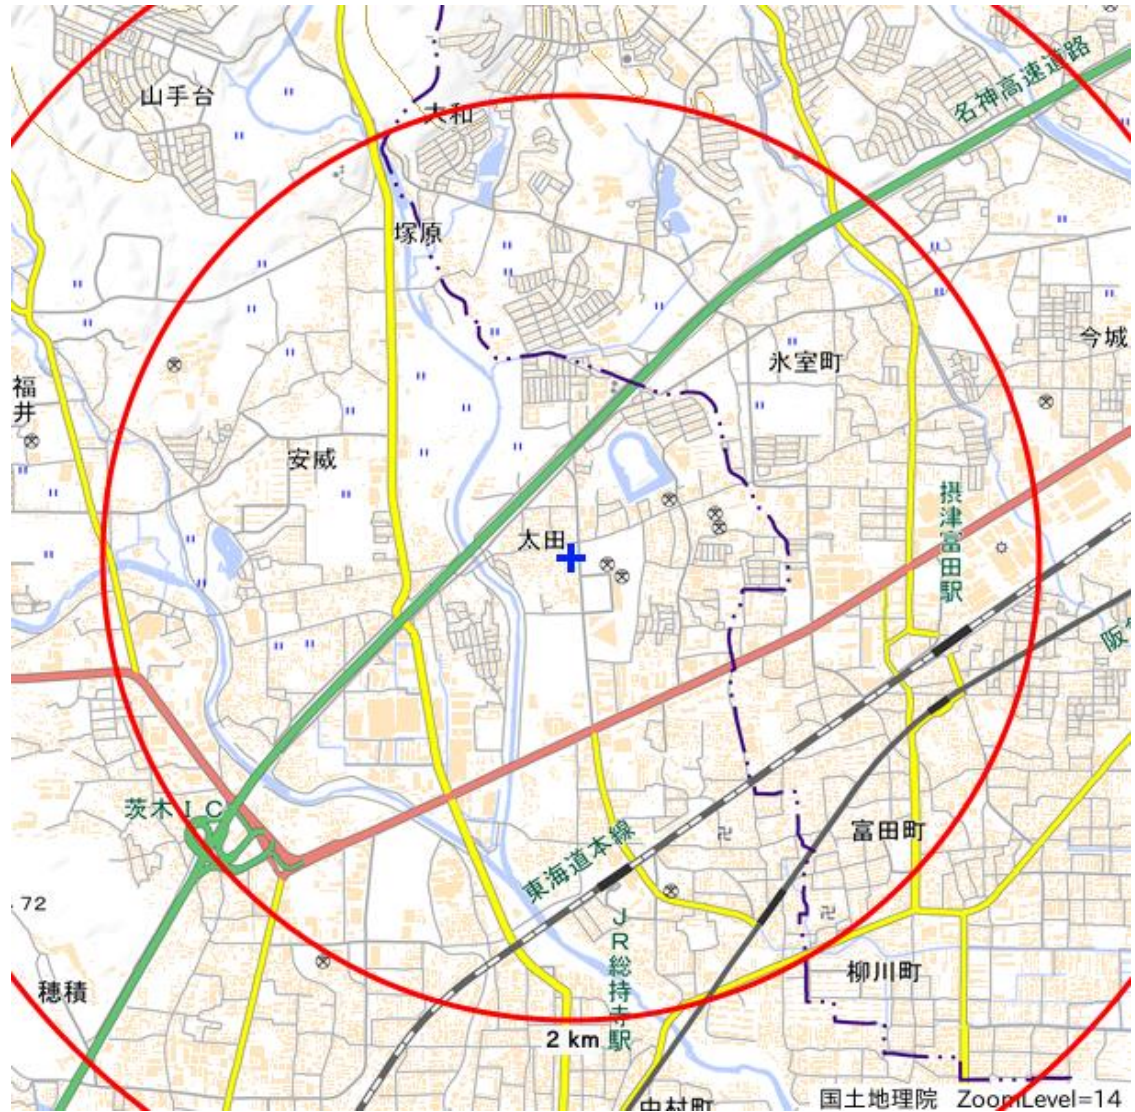 山手台
大和
名神高速道路
塚原
今城
氷室町
福井
安威
摂津富田駅
太田
茨木IC
富田町
東海道本線
72
JR総持寺駅
柳川町
穂積
2 km
国土地理院 ZoomLevel=14